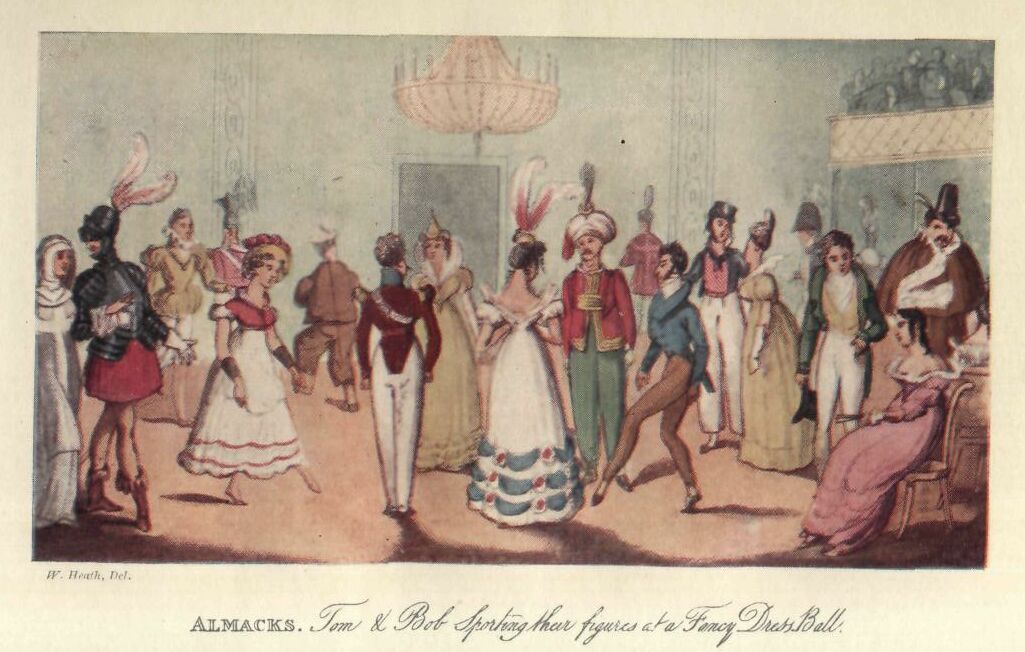 W. Heath, Del.
ALMACKS. Tom & Bob Sporting their figures at a Fancy Dress Ball.